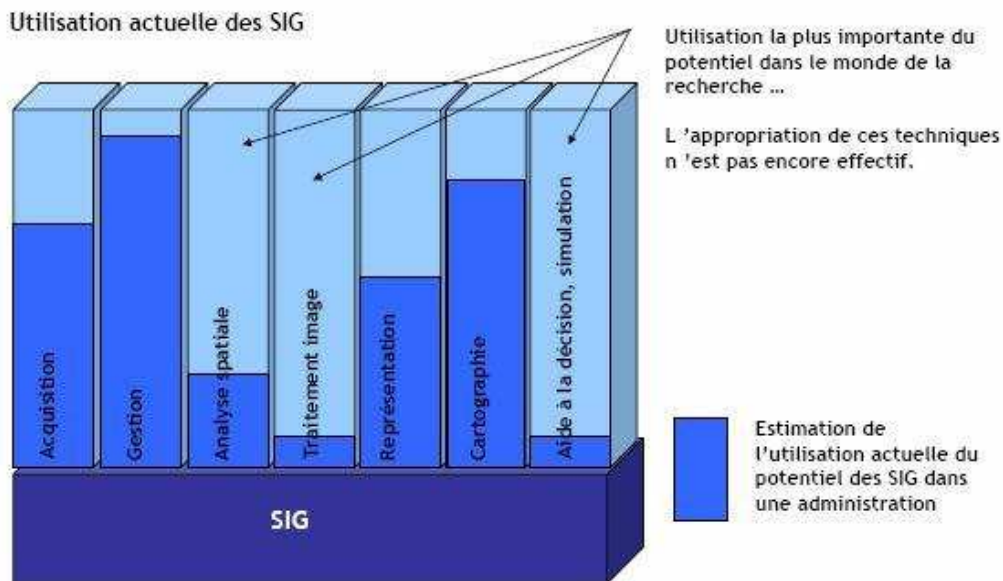 Utilisation actuelle des SIG
Utilisation la plus importante du
potentiel dans le monde de la
recherche ...
L 'appropriation de ces techniques
n 'est pas encore effectif.
Acquisition
Gestion
Analyse spatiale
Traitement image
Représentation
Cartographie
Aide à la décision, simulation
SIG
Estimation de
l'utilisation actuelle du
potentiel des SIG dans
une administration